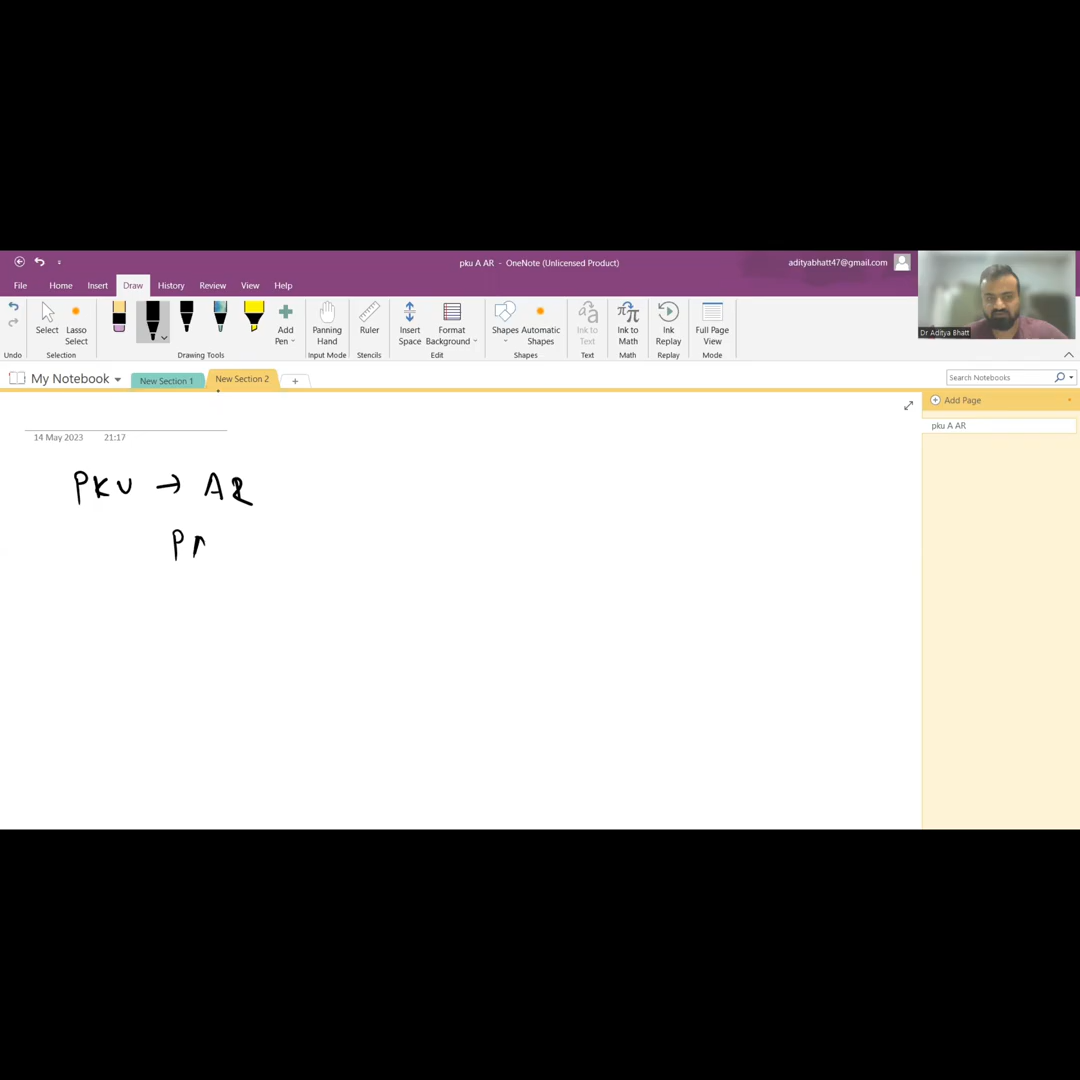 pku A AR - OneNote (Unlicensed Product)
adityabhatt47@gmail.com
File Home Insert Draw History Review View Help
Undo
Select
Lasso Select
Selection
Drawing Tools
Add Pen
Panning Hand
Input Mode
Ruler
Stencils
Insert Space
Format Background
Edit
Shapes
Automatic Shapes
Shapes
Ink to Text
Text
Ink to Math
Math
Ink Replay
Replay
Full Page View
Mode
Dr Aditya Bhatt
My Notebook
New Section 1
New Section 2
Search Notebooks
Add Page
pku A AR
14 May 2023 21:17
PKU → AR
P